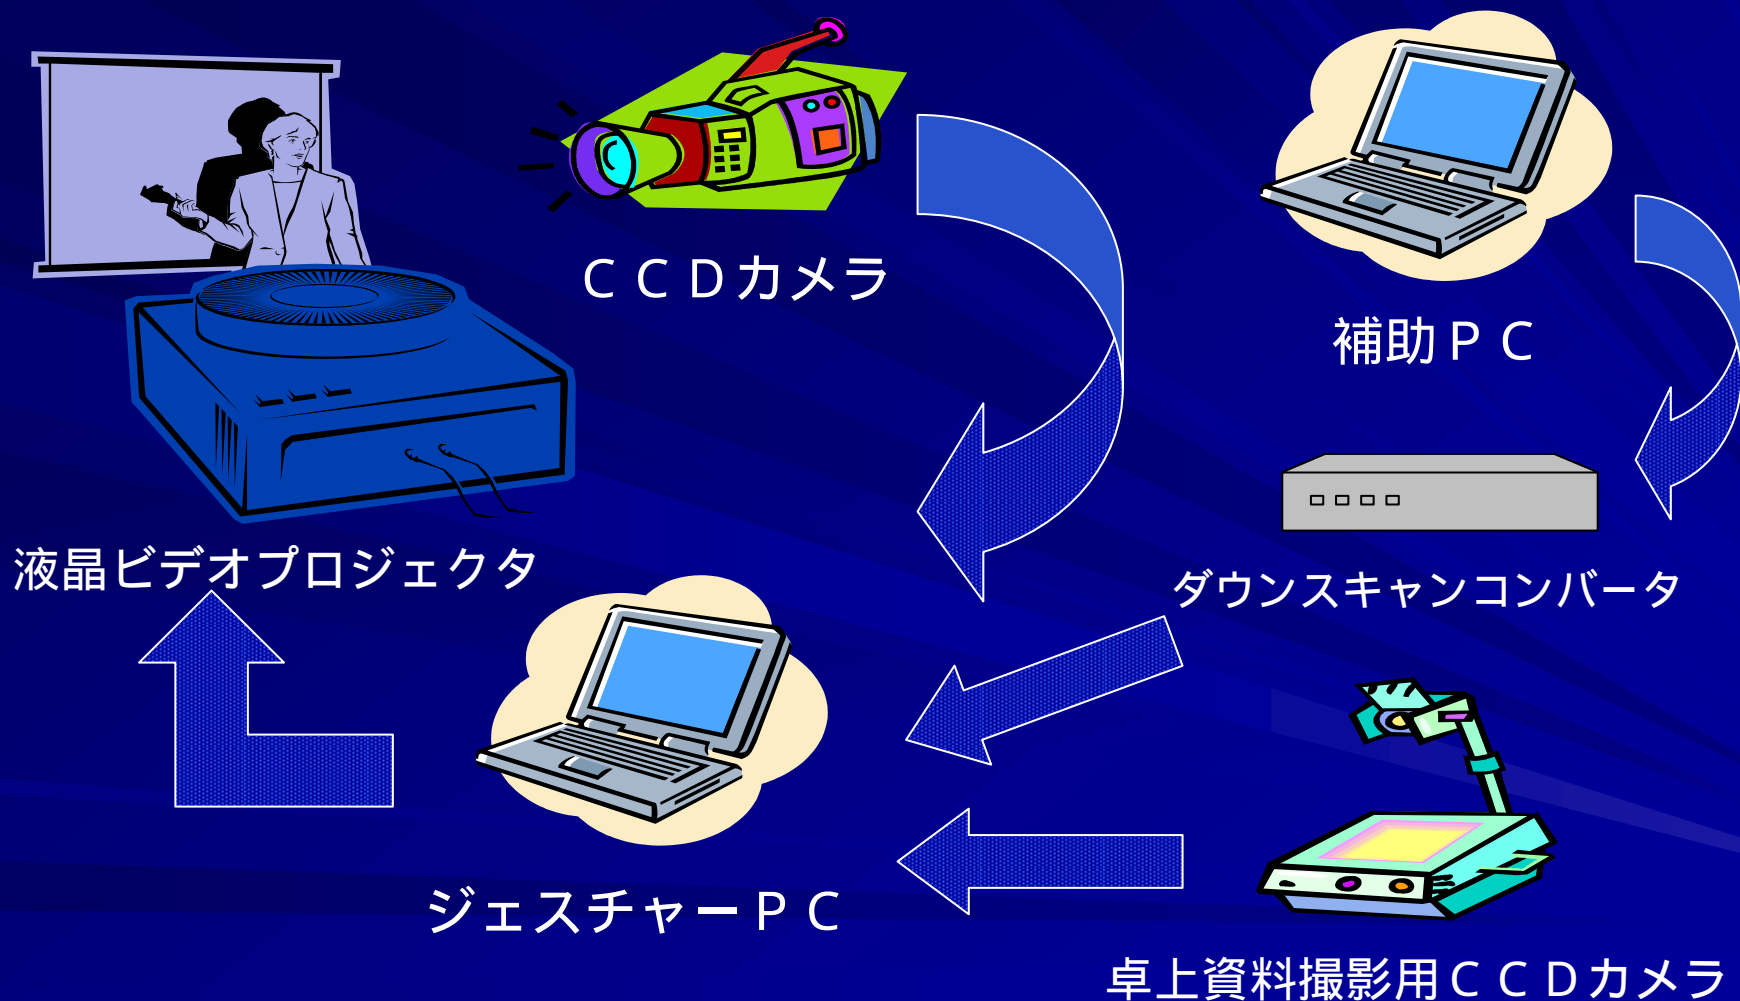 ＣＣＤカメラ
補助ＰＣ
液晶ビデオプロジェクタ
ダウンスキャンコンバータ
ジェスチャーＰＣ
卓上資料撮影用ＣＣＤカメラ